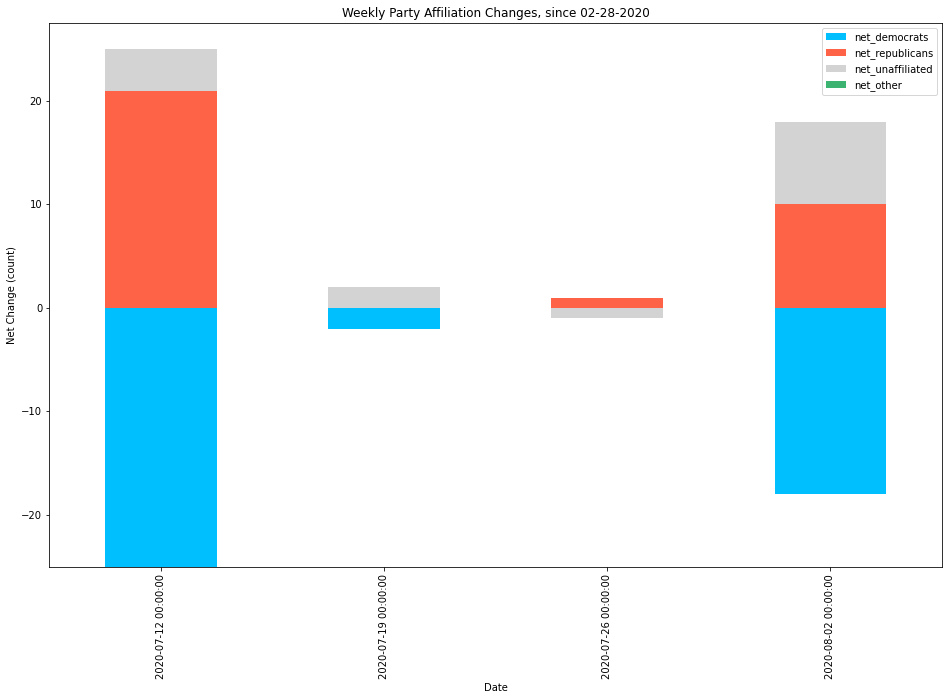 Weekly Party Affiliation Changes, since 02-28-2020
net_democrats
net_republicans
net_unaffiliated
net_other
20
10
0
−10
−20
Net Change (count)
2020-07-12 00:00:00
2020-07-19 00:00:00
2020-07-26 00:00:00
2020-08-02 00:00:00
Date